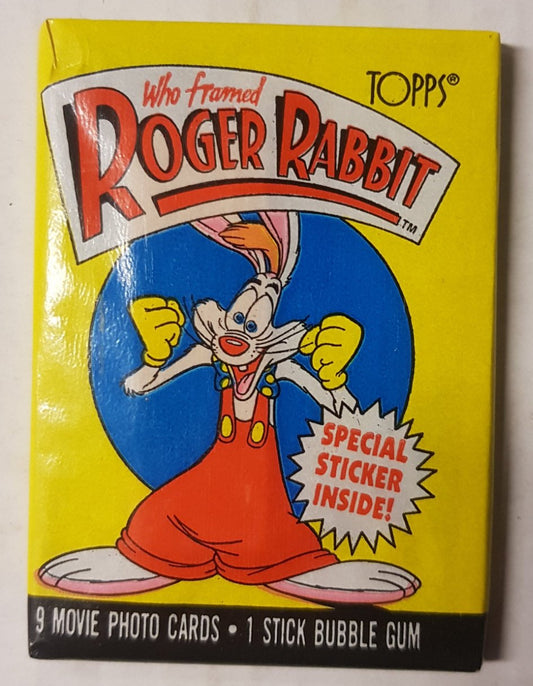 TOPPS®
Who framed
ROGER RABBIT
™
SPECIAL
STICKER
INSIDE!
9 MOVIE PHOTO CARDS • 1 STICK BUBBLE GUM